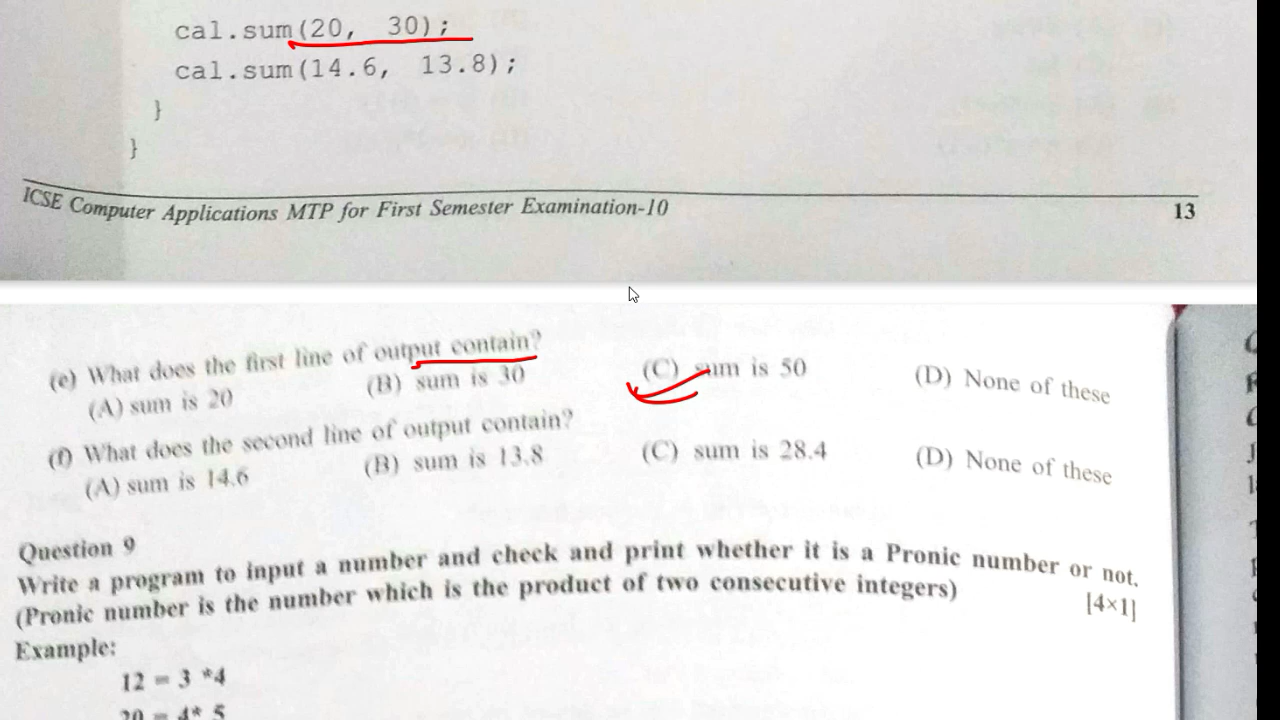 cal.sum(20, 30);
cal.sum(14.6, 13.8);
}
}
ICSE Computer Applications MTP for First Semester Examination-10 13
(e) What does the first line of output contain?
(A) sum is 20 (B) sum is 30 (C) sum is 50 (D) None of these
(f) What does the second line of output contain?
(A) sum is 14.6 (B) sum is 13.8 (C) sum is 28.4 (D) None of these
Question 9
Write a program to input a number and check and print whether it is a Pronic number or not.
(Pronic number is the number which is the product of two consecutive integers) [4×1]
Example:
12 = 3 *4
20 = 4* 5